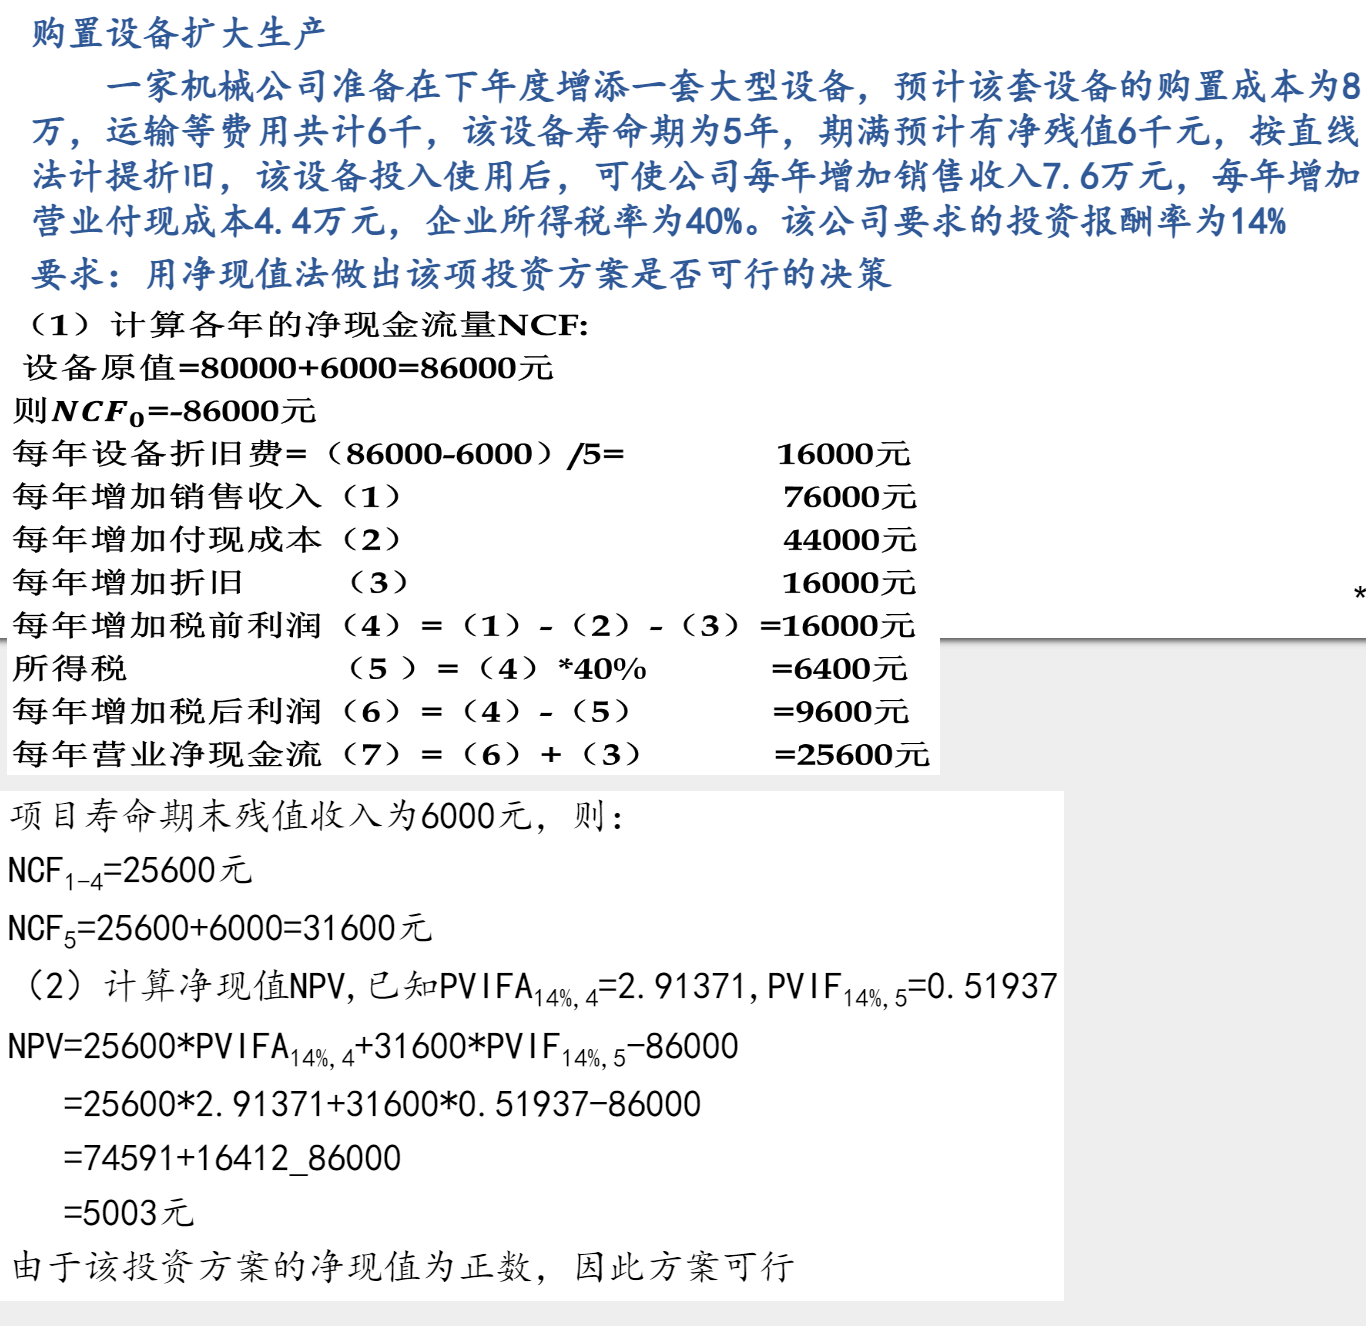 购置设备扩大生产
一家机械公司准备在下年度增添一套大型设备，预计该套设备的购置成本为8
万，运输等费用共计6千，该设备寿命期为5年，期满预计有净残值6千元，按直线
法计提折旧，该设备投入使用后，可使公司每年增加销售收入7.6万元，每年增加
营业付现成本4.4万元，企业所得税率为40%。该公司要求的投资报酬率为14%
要求：用净现值法做出该项投资方案是否可行的决策
（1）计算各年的净现金流量NCF:
设备原值=80000+6000=86000元
则NCF₀=-86000元
每年设备折旧费=（86000-6000）/5= 16000元
每年增加销售收入（1） 76000元
每年增加付现成本（2） 44000元
每年增加折旧 （3） 16000元
*
每年增加税前利润（4）=（1）-（2）-（3）=16000元
所得税 （5 ）=（4）*40% =6400元
每年增加税后利润（6）=（4）-（5） =9600元
每年营业净现金流（7）=（6）+（3） =25600元
项目寿命期末残值收入为6000元，则：
NCF₁₋₄=25600元
NCF₅=25600+6000=31600元
（2）计算净现值NPV,已知PVIFA14%,4=2.91371,PVIF14%,5=0.51937
NPV=25600*PVIFA14%,4+31600*PVIF14%,5-86000
=25600*2.91371+31600*0.51937-86000
=74591+16412_86000
=5003元
由于该投资方案的净现值为正数，因此方案可行